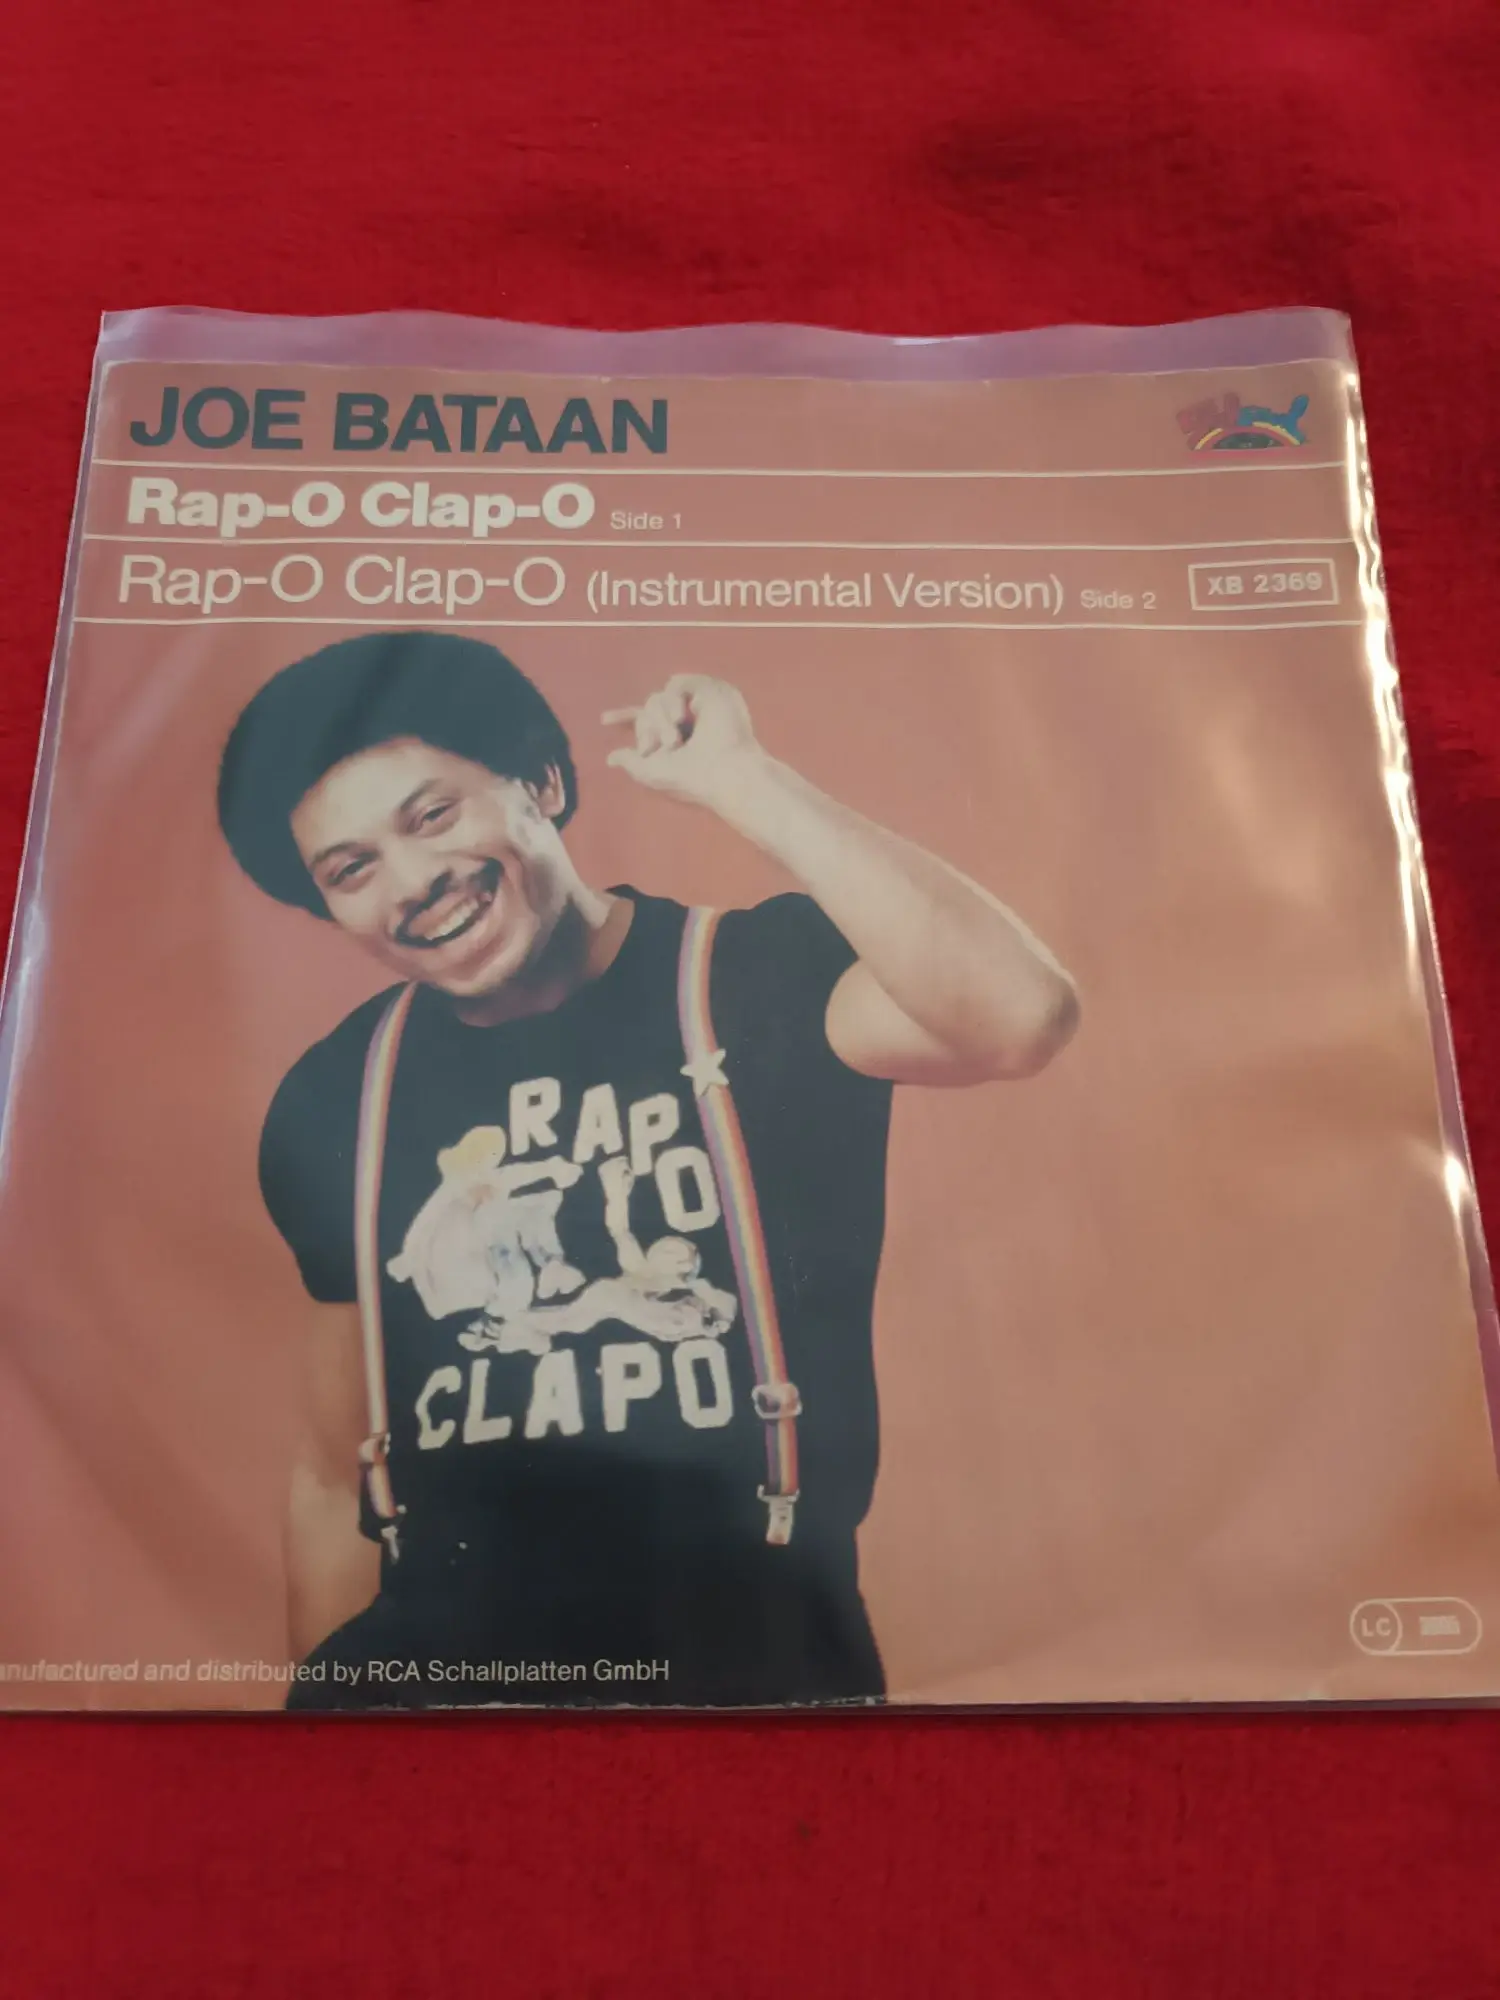 JOE BATAAN
Rap-O Clap-O Side 1
Rap-O Clap-O (Instrumental Version) Side 2 XB 2369
RAP
O
CLAPO
and distributed by RCA Schallplatten GmbH
LC